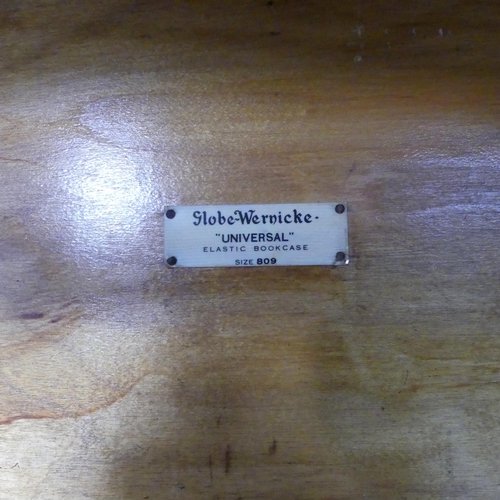 Globe-Wernicke.
"UNIVERSAL"
ELASTIC BOOKCASE
SIZE 809